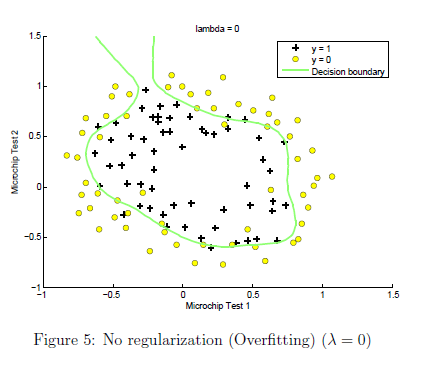 lambda = 0
y = 1
y = 0
Decision boundary
1.5
1
0.5
0
−0.5
−1
Microchip Test 2
−1
−0.5
0
0.5
1
1.5
Microchip Test 1
Figure 5: No regularization (Overfitting) (λ = 0)